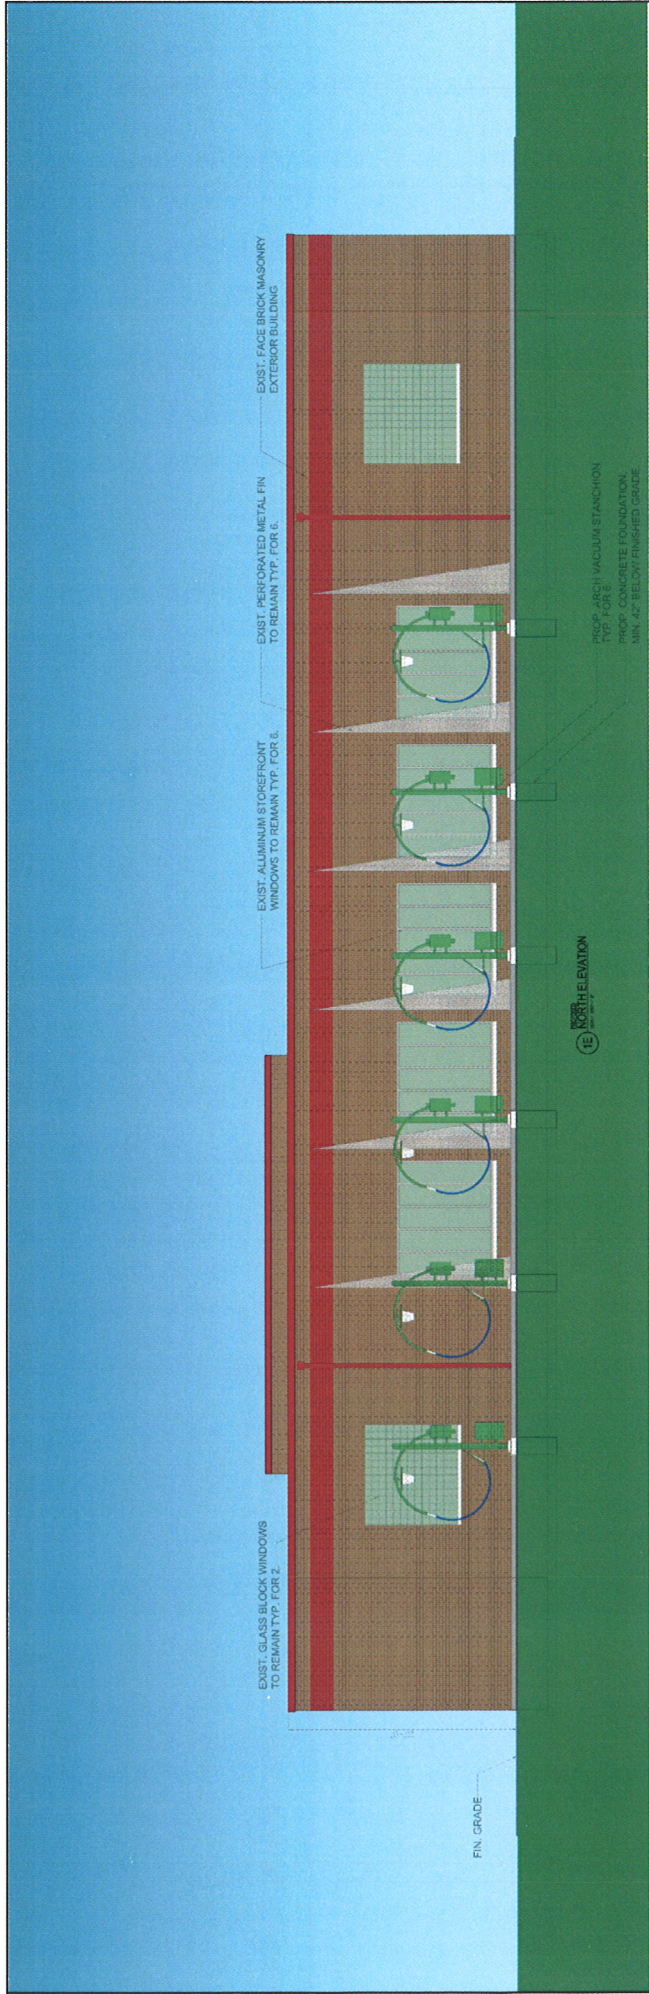 EXIST. GLASS BLOCK WINDOWS
TO REMAIN TYP. FOR 2.
EXIST. ALUMINUM STOREFRONT
WINDOWS TO REMAIN TYP. FOR 6.
EXIST. PERFORATED METAL FIN
TO REMAIN TYP. FOR 6.
EXIST. FACE BRICK MASONRY
EXTERIOR BUILDING
FIN. GRADE
1E
NORTH ELEVATION
PROP. ARCH VACUUM STANCHION
TYP. FOR 6
PROP. CONCRETE FOUNDATION.
MIN. 42" BELOW FINISHED GRADE.